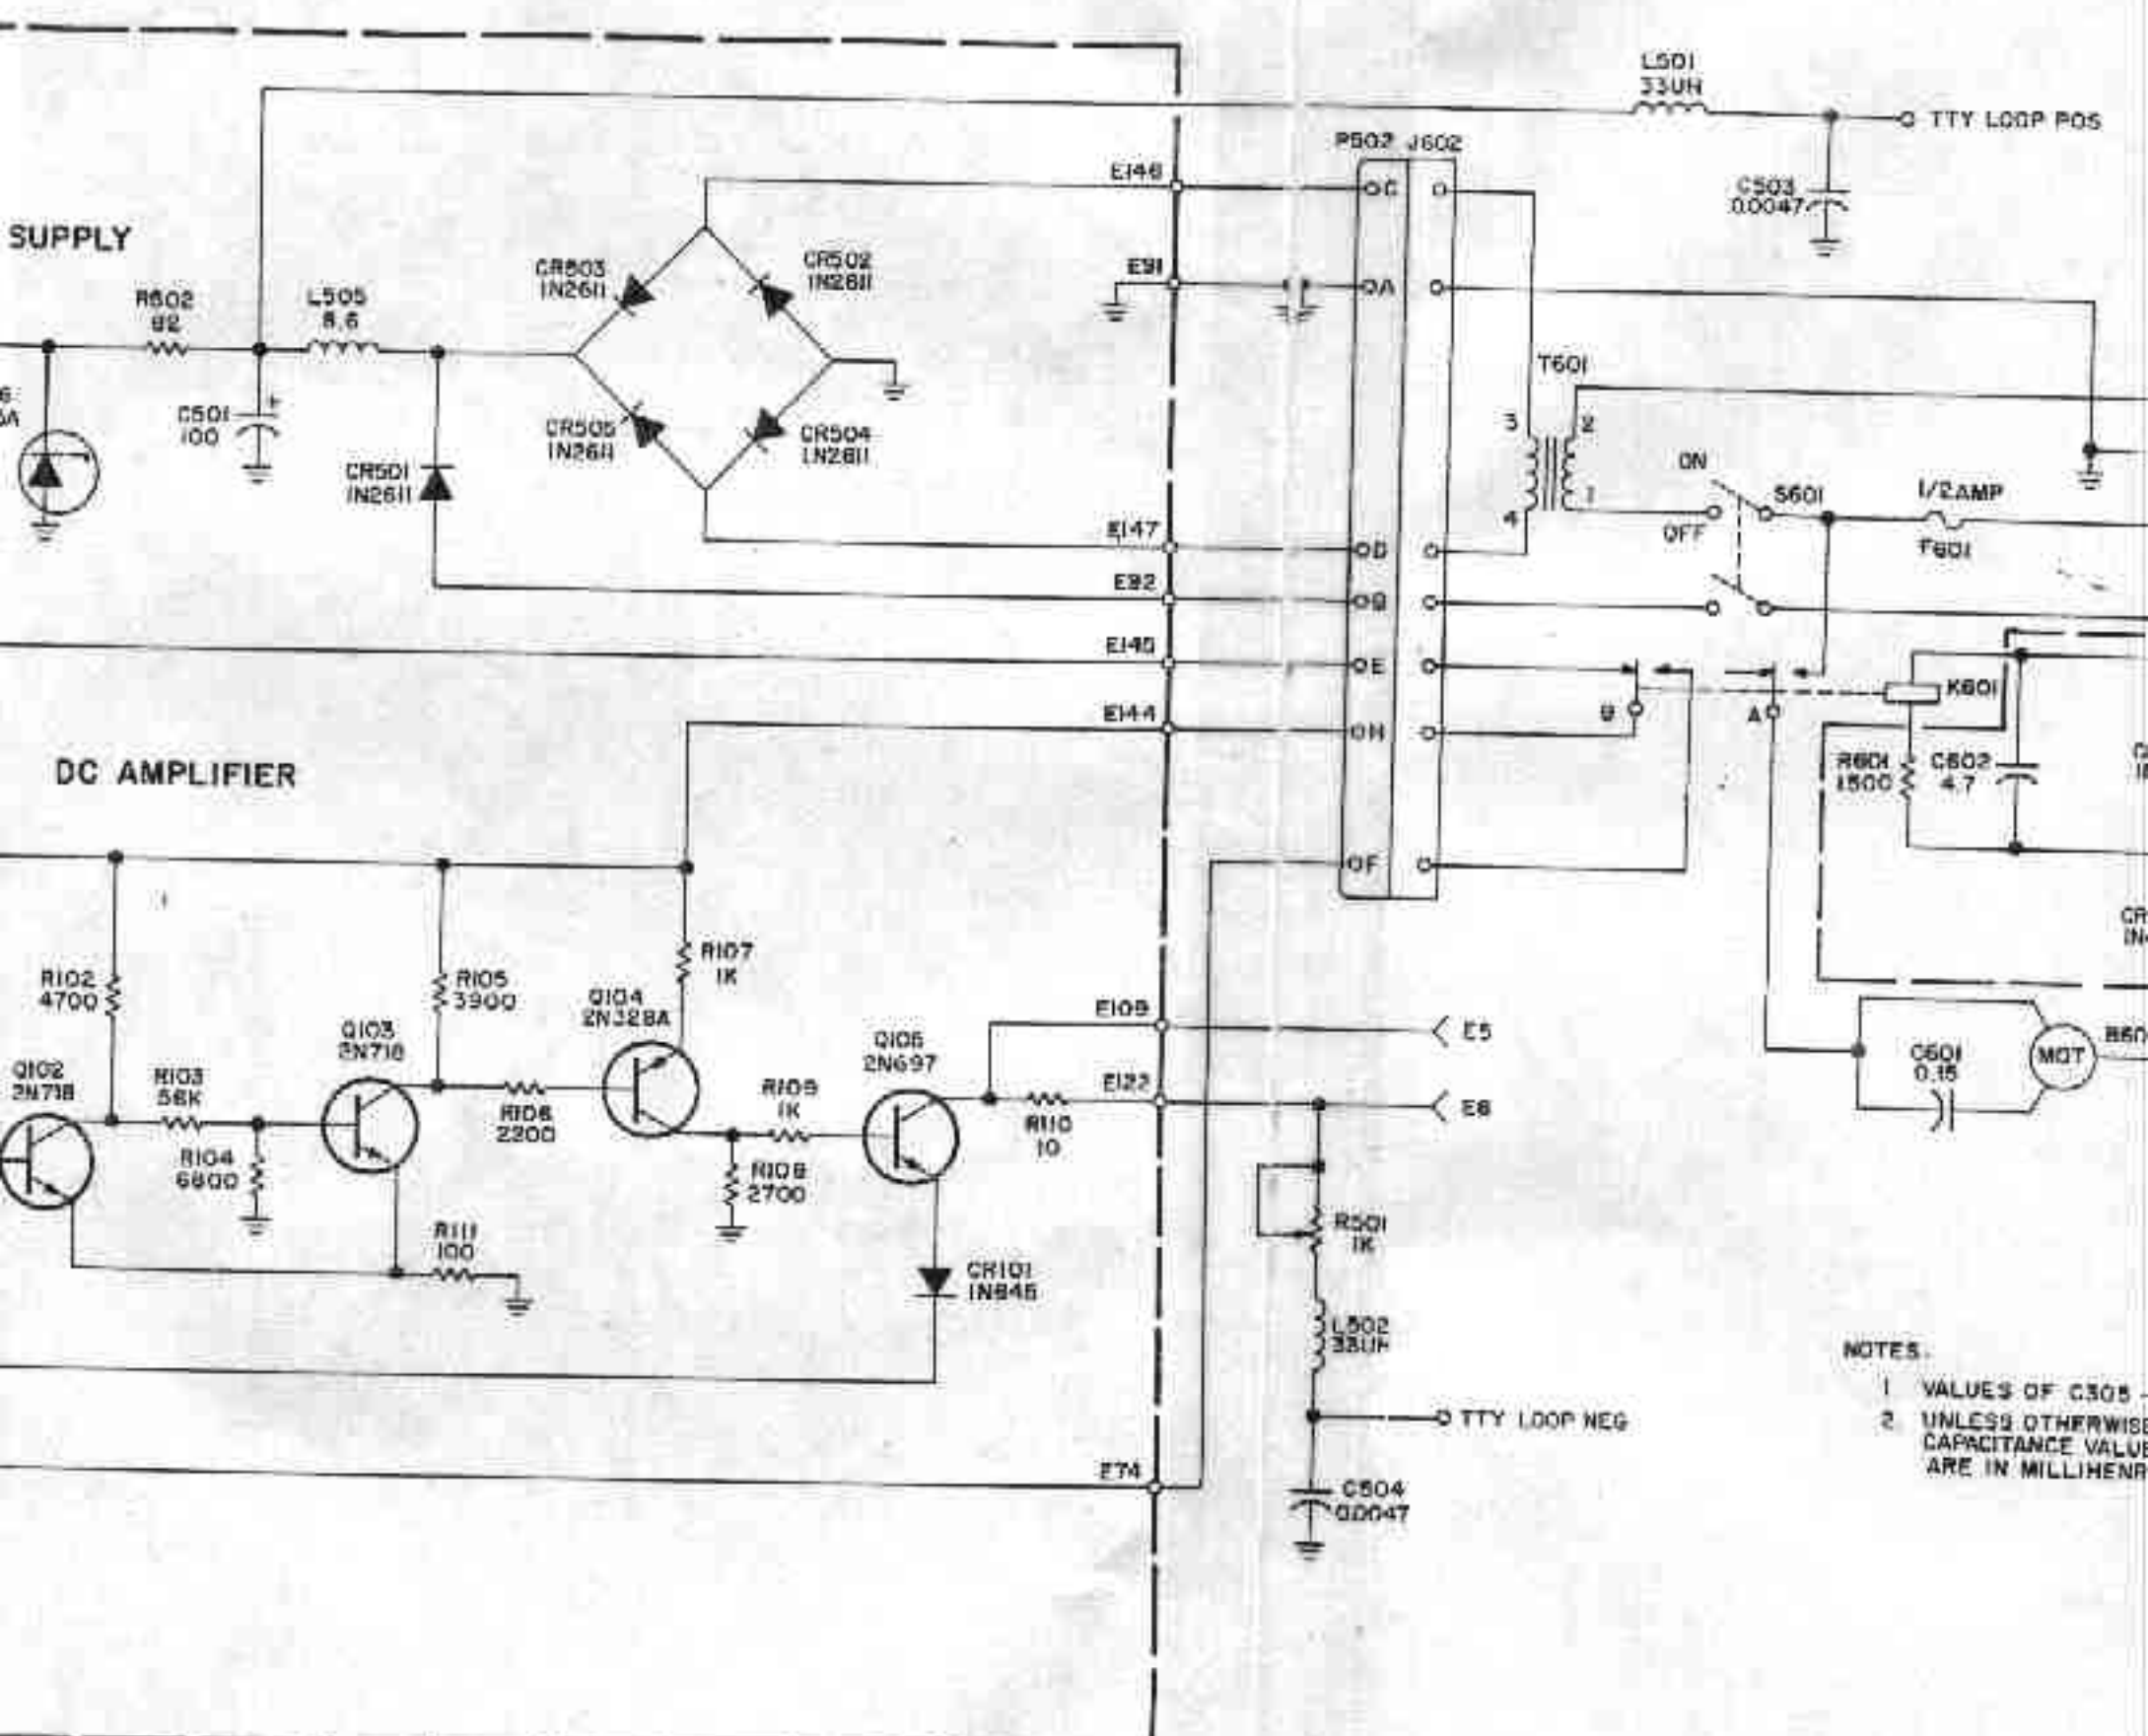 L501
33UH
TTY LOOP POS
P502 J602
C503
0.0047
E146
C
SUPPLY
CR503
1N2611
CR502
1N2611
E91
A
R502
82
L505
8.6
T601
C501
100
+
CR505
1N2611
CR504
1N2611
CR501
1N2611
3
2
4
1
ON
OFF
S601
1/2 AMP
F601
E147
D
E92
B
E145
E
E144
H
B
A
K601
DC AMPLIFIER
R601
1500
C602
4.7
F
R102
4700
R105
3900
R107
1K
Q104
2N328A
Q103
2N718
Q102
2N718
R103
56K
R104
6800
R106
2200
R109
1K
R108
2700
Q105
2N697
E109
E5
E122
E6
R110
10
C601
0.15
MOT
R111
100
CR101
1N645
R501
1K
L502
33UH
TTY LOOP NEG
E74
C504
0.0047
NOTES.
1 VALUES OF C305 -
2 UNLESS OTHERWISE
CAPACITANCE VALUE
ARE IN MILLIHENR